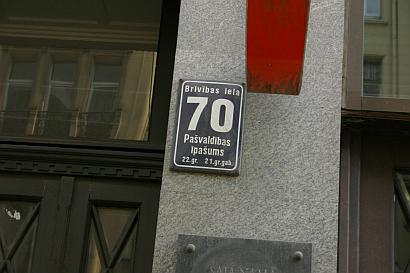 Brīvības iela
70
Pašvaldības
īpašums
22.gr. 21.gr.gab.